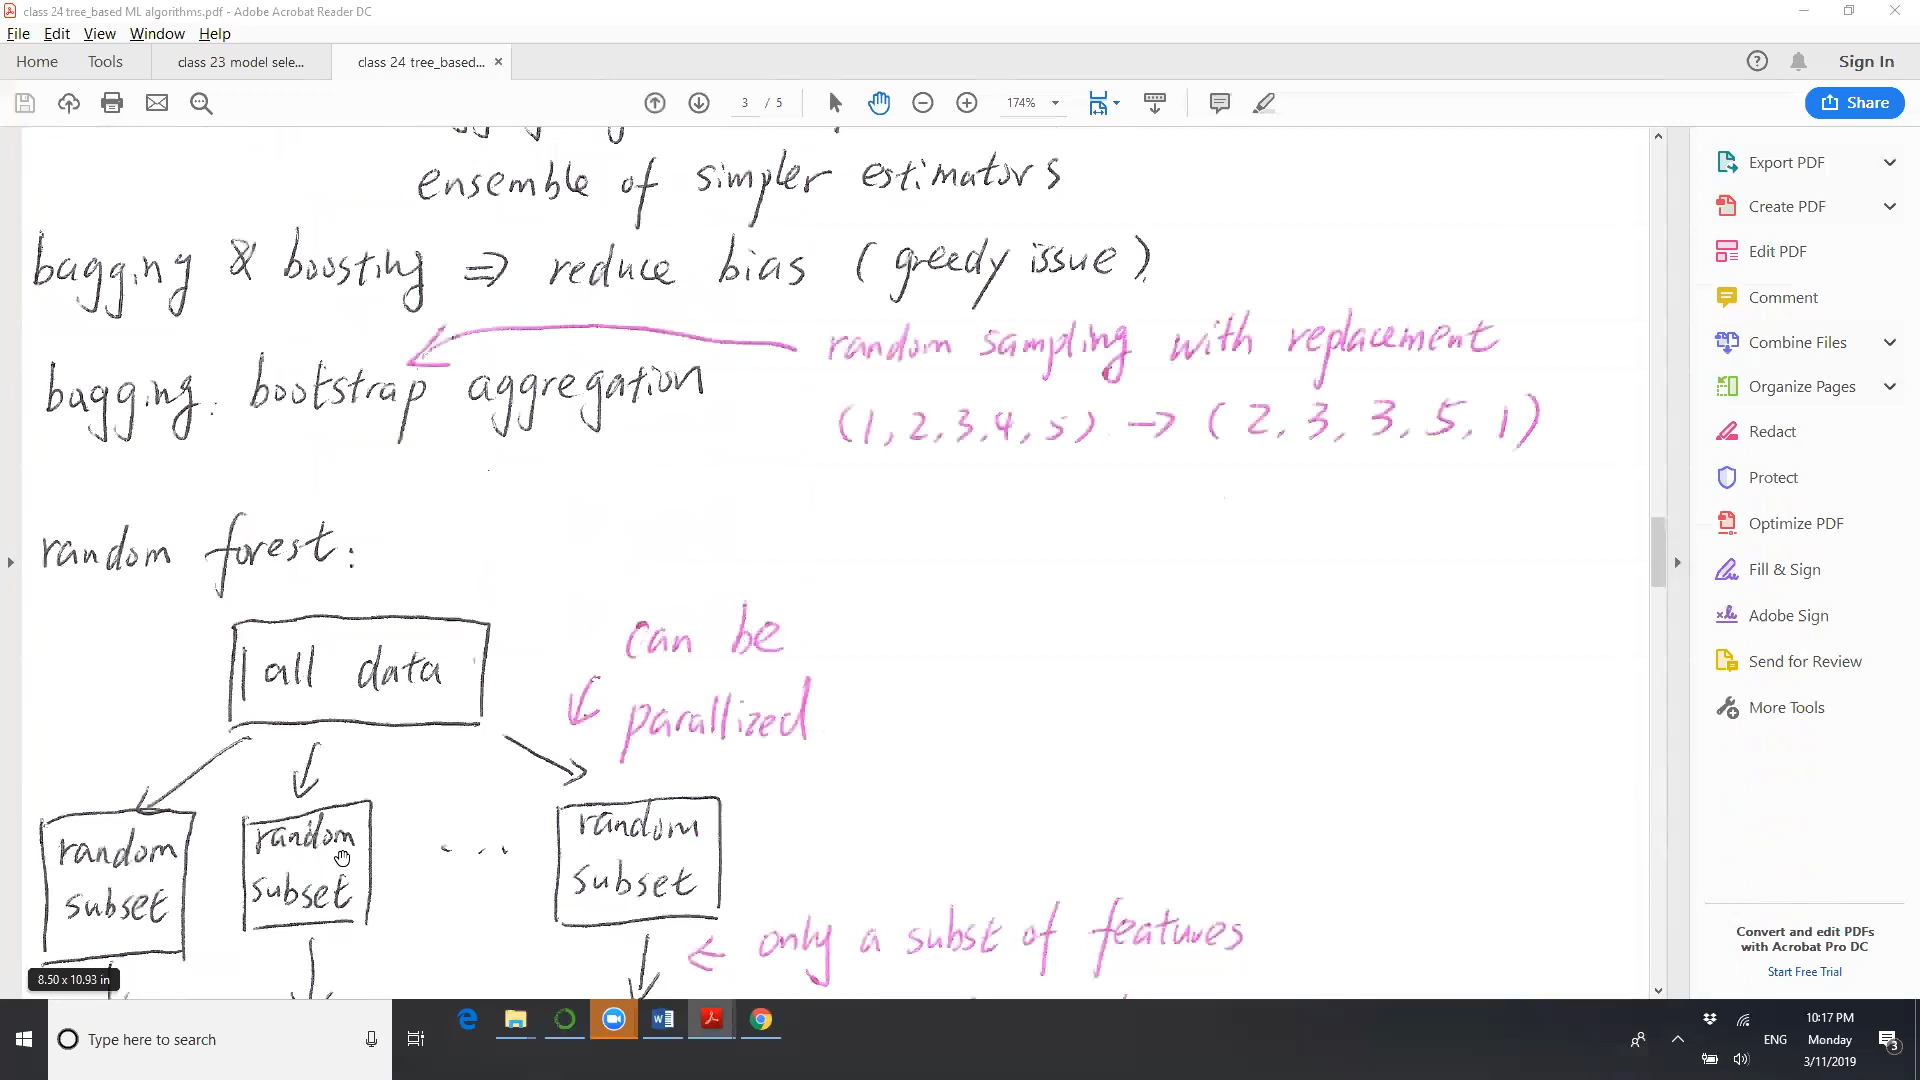 class 24 tree_based ML algorithms.pdf - Adobe Acrobat Reader DC
File Edit View Window Help
Home Tools class 23 model sele... class 24 tree_based... × Sign In
3 / 5 174% Share
ensemble of simpler estimators
bagging & boosting ⇒ reduce bias (greedy issue)
random sampling with replacement
bagging: bootstrap aggregation
(1, 2, 3, 4, 5) → (2, 3, 3, 5, 1)
random forest:
all data
can be
parallized
random
subset
random
subset
...
random
subset
← only a subst of features
8.50 x 10.93 in
Export PDF
Create PDF
Edit PDF
Comment
Combine Files
Organize Pages
Redact
Protect
Optimize PDF
Fill & Sign
Adobe Sign
Send for Review
More Tools
Convert and edit PDFs
with Acrobat Pro DC
Start Free Trial
Type here to search
ENG
10:17 PM
Monday
3/11/2019
3